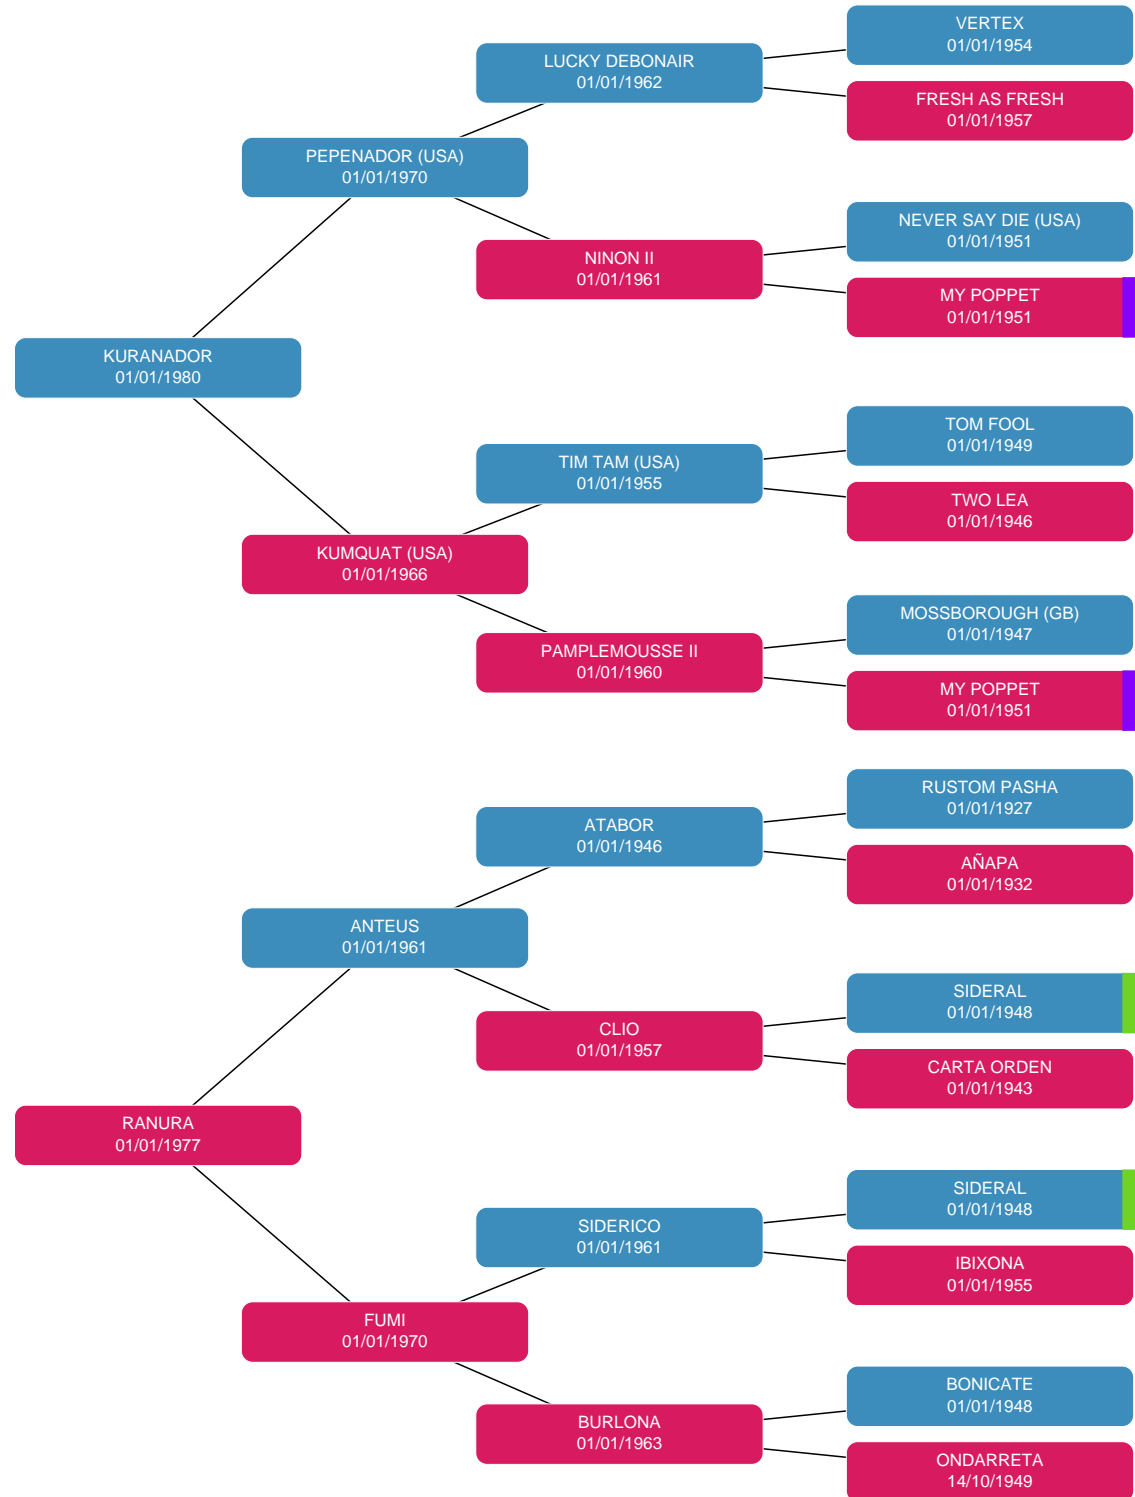 VERTEX
01/01/1954
LUCKY DEBONAIR
01/01/1962
FRESH AS FRESH
01/01/1957
PEPENADOR (USA)
01/01/1970
NEVER SAY DIE (USA)
01/01/1951
NINON II
01/01/1961
MY POPPET
01/01/1951
KURANADOR
01/01/1980
TOM FOOL
01/01/1949
TIM TAM (USA)
01/01/1955
TWO LEA
01/01/1946
KUMQUAT (USA)
01/01/1966
MOSSBOROUGH (GB)
01/01/1947
PAMPLEMOUSSE II
01/01/1960
MY POPPET
01/01/1951
RUSTOM PASHA
01/01/1927
ATABOR
01/01/1946
AÑAPA
01/01/1932
ANTEUS
01/01/1961
SIDERAL
01/01/1948
CLIO
01/01/1957
CARTA ORDEN
01/01/1943
RANURA
01/01/1977
SIDERAL
01/01/1948
SIDERICO
01/01/1961
IBIXONA
01/01/1955
FUMI
01/01/1970
BONICATE
01/01/1948
BURLONA
01/01/1963
ONDARRETA
14/10/1949